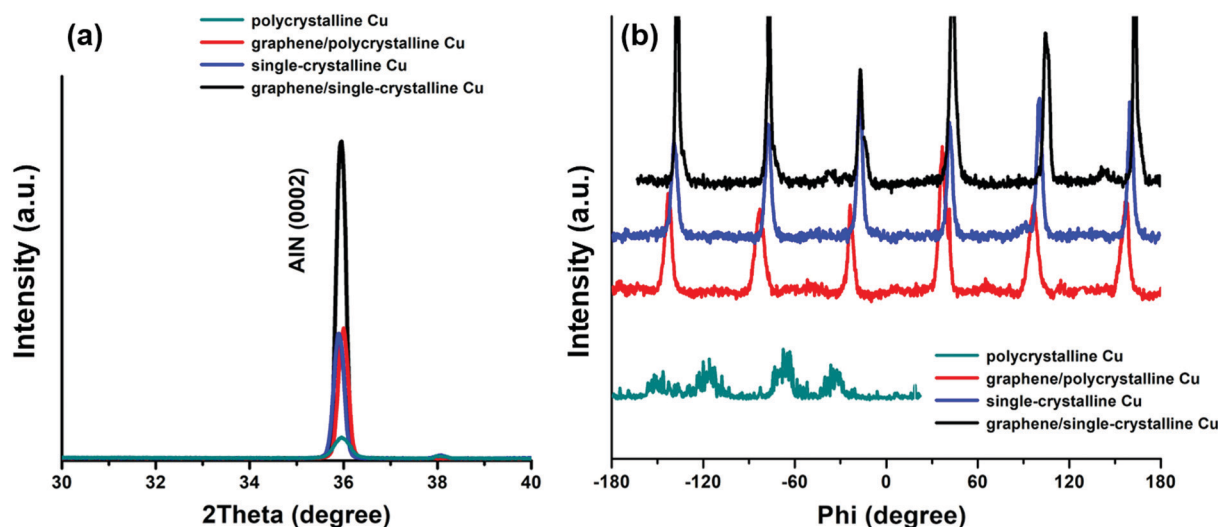 (a)
polycrystalline Cu
graphene/polycrystalline Cu
single-crystalline Cu
graphene/single-crystalline Cu
AlN (0002)
Intensity (a.u.)
30 32 34 36 38 40
2Theta (degree)
(b)
Intensity (a.u.)
polycrystalline Cu
graphene/polycrystalline Cu
single-crystalline Cu
graphene/single-crystalline Cu
-180 -120 -60 0 60 120 180
Phi (degree)